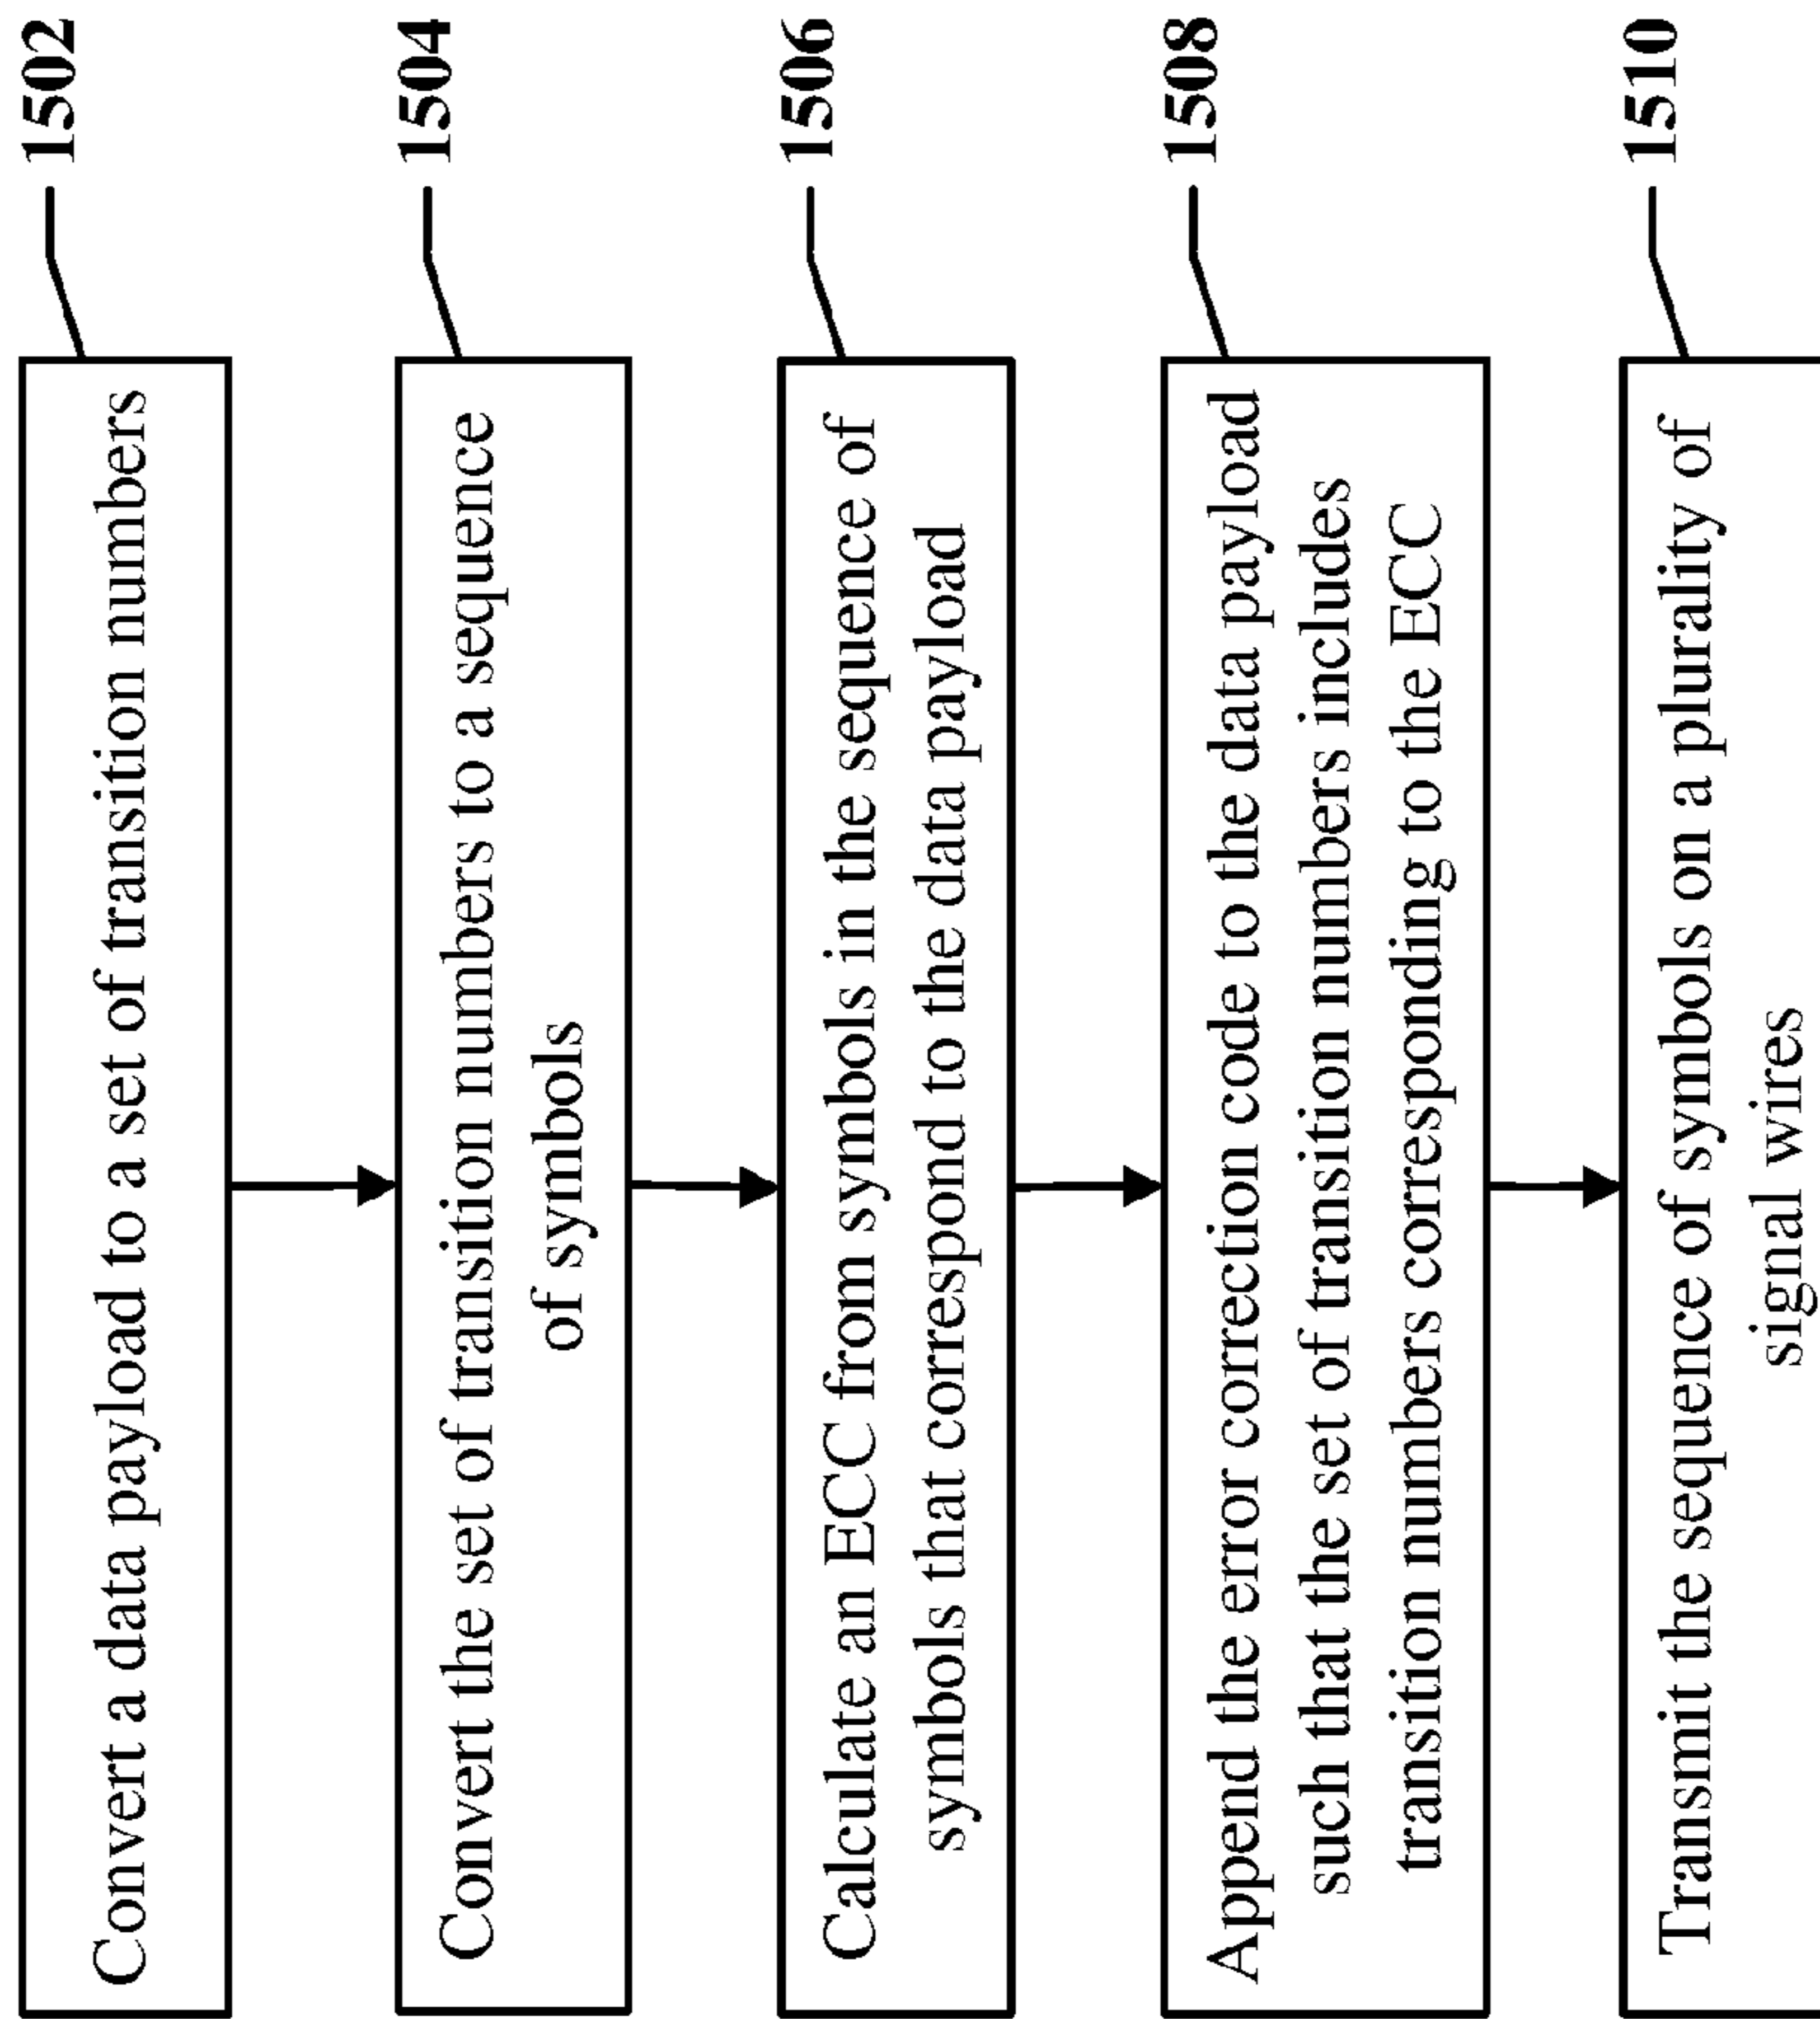 Convert a data payload to a set of transition numbers
1502
Convert the set of transition numbers to a sequence
of symbols
1504
Calculate an ECC from symbols in the sequence of
symbols that correspond to the data payload
1506
Append the error correction code to the data payload
such that the set of transition numbers includes
transition numbers corresponding to the ECC
1508
Transmit the sequence of symbols on a plurality of
signal wires
1510